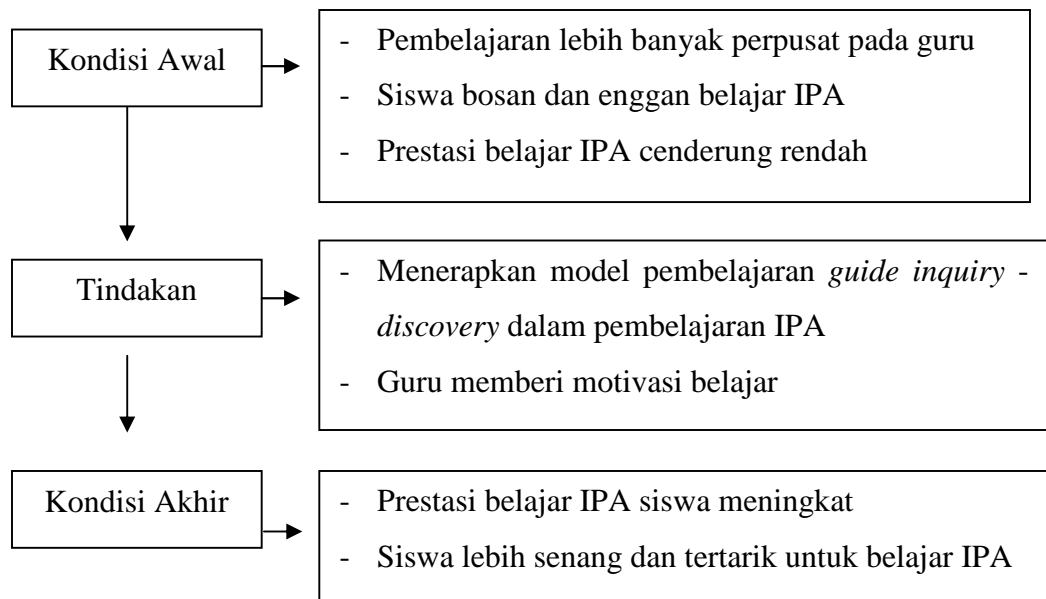 Kondisi Awal
- Pembelajaran lebih banyak perpusat pada guru
- Siswa bosan dan enggan belajar IPA
- Prestasi belajar IPA cenderung rendah
Tindakan
- Menerapkan model pembelajaran guide inquiry -
discovery dalam pembelajaran IPA
- Guru memberi motivasi belajar
Kondisi Akhir
- Prestasi belajar IPA siswa meningkat
- Siswa lebih senang dan tertarik untuk belajar IPA